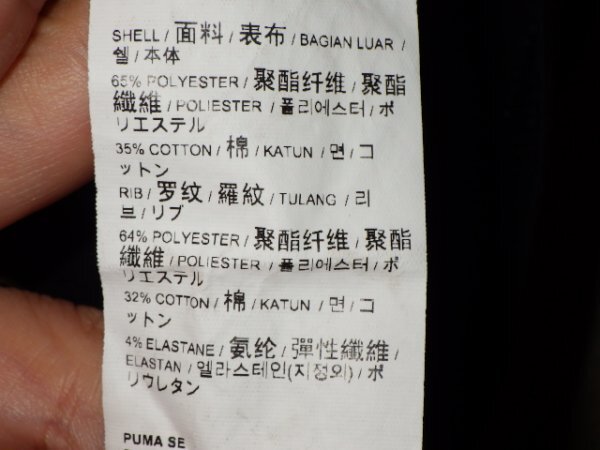 SHELL / 面料 / 表布 / BAGIAN LUAR /
쉘 / 本体
65% POLYESTER / 聚酯纤维 / 聚酯
纖維 / POLIESTER / 폴리에스터 / ポ
リエステル
35% COTTON / 棉 / KATUN / 면 / コ
ットン
RIB / 罗纹 / 羅紋 / TULANG / 리
브 / リブ
64% POLYESTER / 聚酯纤维 / 聚酯
纖維 / POLIESTER / 폴리에스터 / ポ
リエステル
32% COTTON / 棉 / KATUN / 면 / コ
ットン
4% ELASTANE / 氨纶 / 彈性纖維 /
ELASTAN / 엘라스테인(지정외) / ポ
リウレタン
PUMA SE